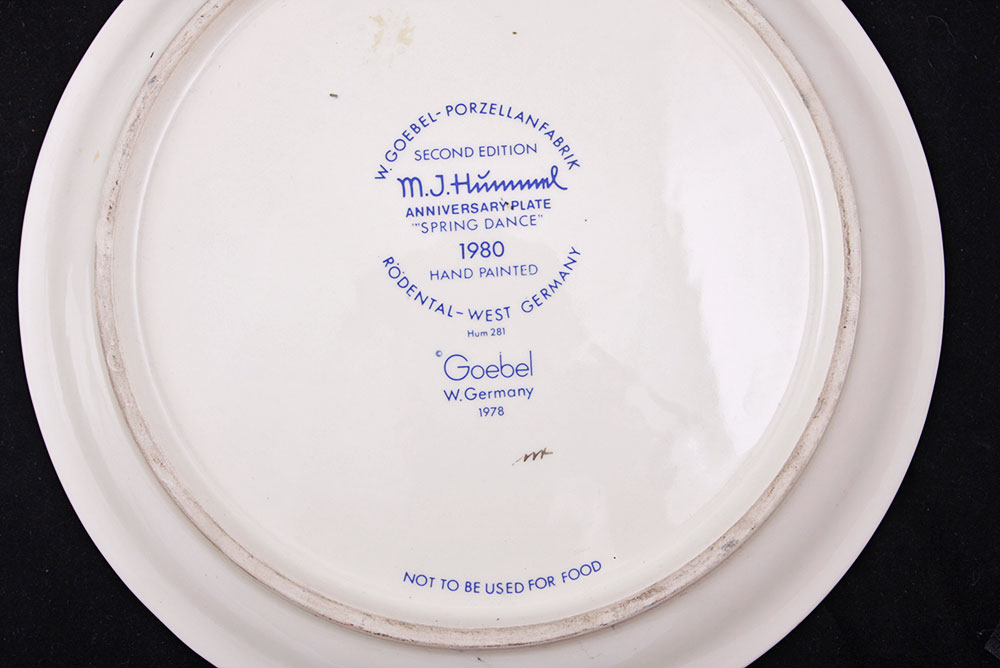 W. GOEBEL-PORZELLANFABRIK
SECOND EDITION
M.J.Hummel
ANNIVERSARY PLATE
"'SPRING DANCE"
1980
HAND PAINTED
RÖDENTAL-WEST GERMANY
Hum 281
© Goebel
W.Germany
1978
NOT TO BE USED FOR FOOD